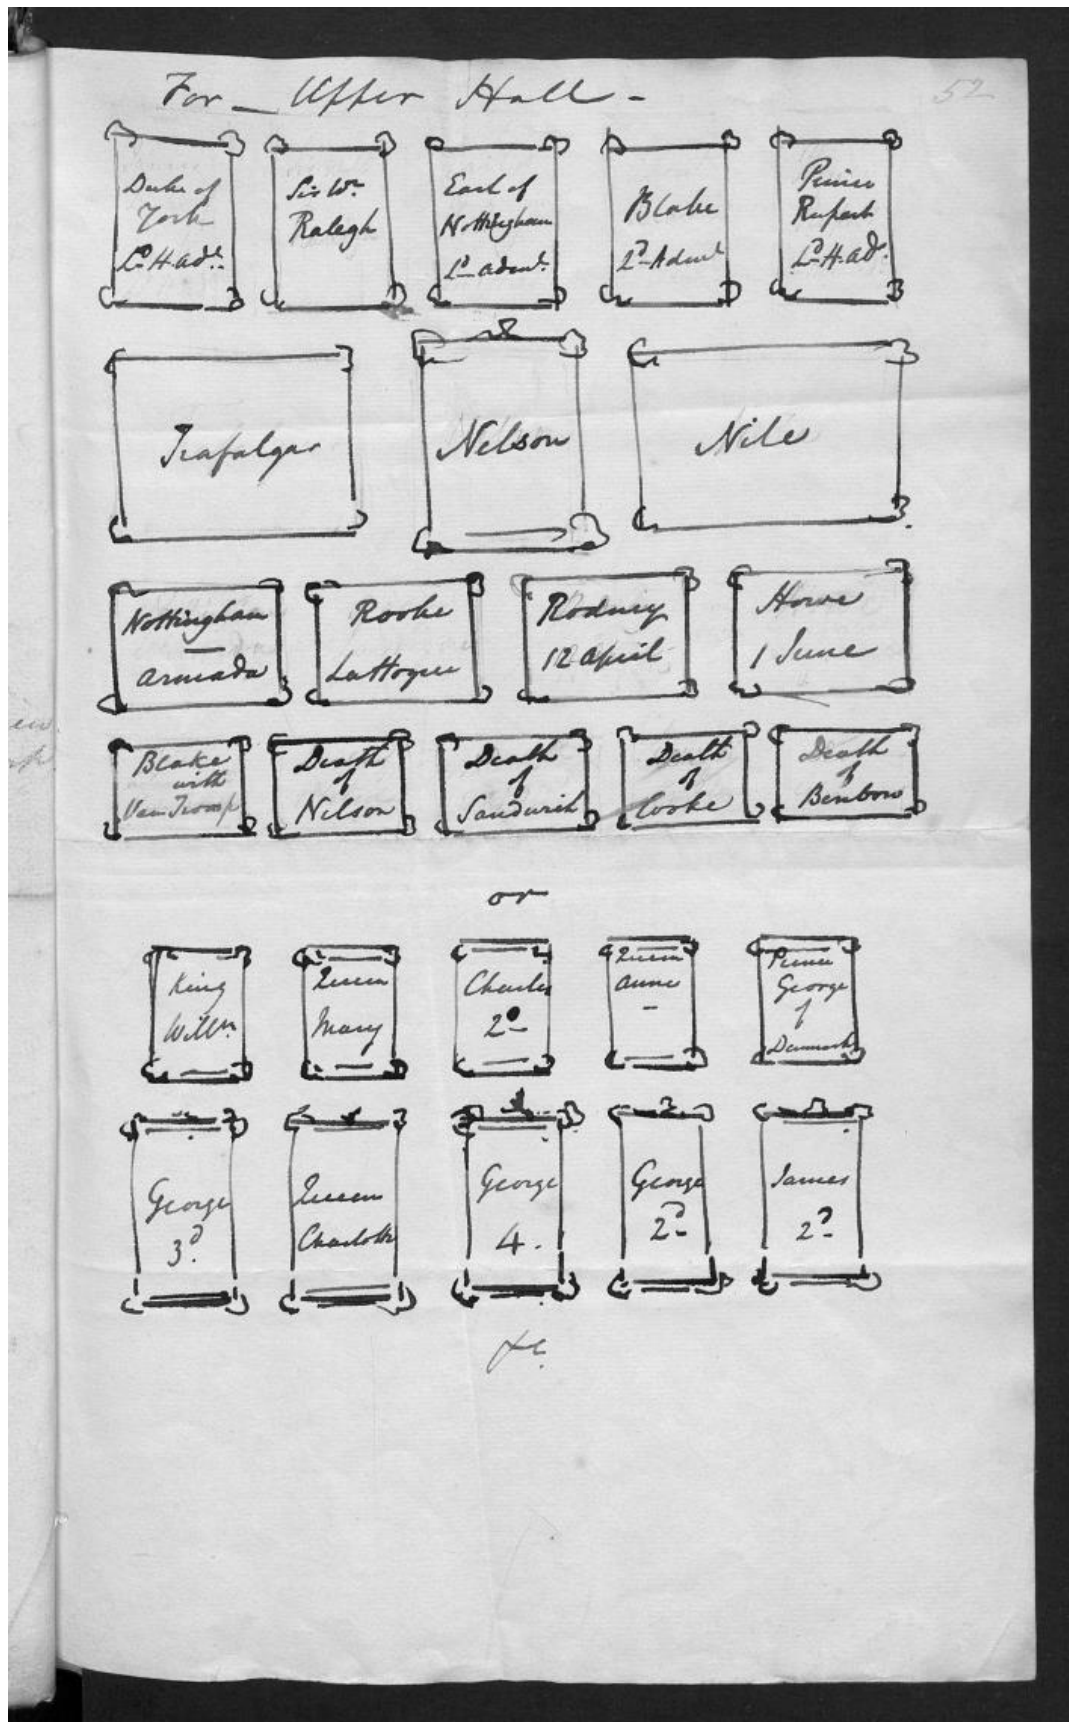 For — Upper Hall -
52
Duke of
York
Ld. H. Adl.
Sir Wr.
Ralegh
Earl of
Nottingham
Ld. Adml.
Blake
2d. Adml
Prince
Rupert
Ld. H. Ad.
Trafalgar
Nelson
Nile
Nottingham
—
Armada
Rooke
La Hogue
Rodney
12 April
Howe
1 June
Blake
with
Van Tromp
Death
of
Nelson
Death
of
Sandwich
Death
of
Cooke
Death
of
Benbow
or
King
Willm.
Queen
Mary
Charles
2d
Queen
Anne
-
Prince
George
of
Denmark
George
3d.
Queen
Charlotte
George
4.
George
2d
James
2d
&c.